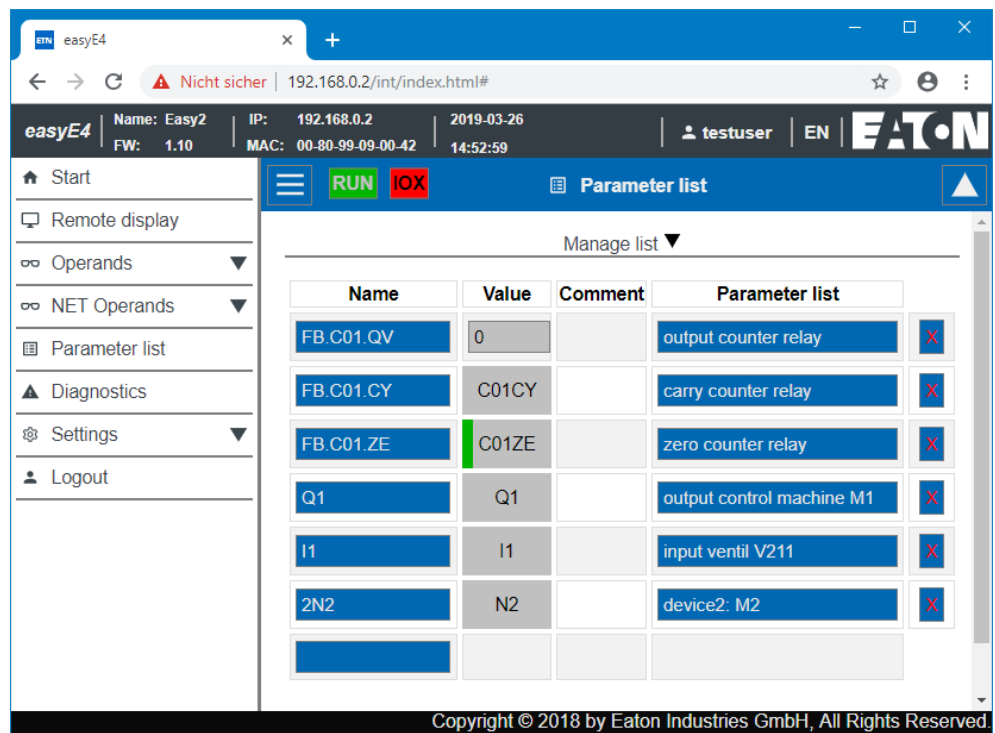 ETN easyE4
Nicht sicher | 192.168.0.2/int/index.html#
easyE4 Name: Easy2 IP: 192.168.0.2 2019-03-26 testuser EN EATON
FW: 1.10 MAC: 00-80-99-09-00-42 14:52:59
Start
Remote display
Operands
NET Operands
Parameter list
Diagnostics
Settings
Logout
RUN IOX Parameter list
Manage list
Name Value Comment Parameter list
FB.C01.QV 0 output counter relay X
FB.C01.CY C01CY carry counter relay X
FB.C01.ZE C01ZE zero counter relay X
Q1 Q1 output control machine M1 X
I1 I1 input ventil V211 X
2N2 N2 device2: M2 X
Copyright © 2018 by Eaton Industries GmbH, All Rights Reserved.